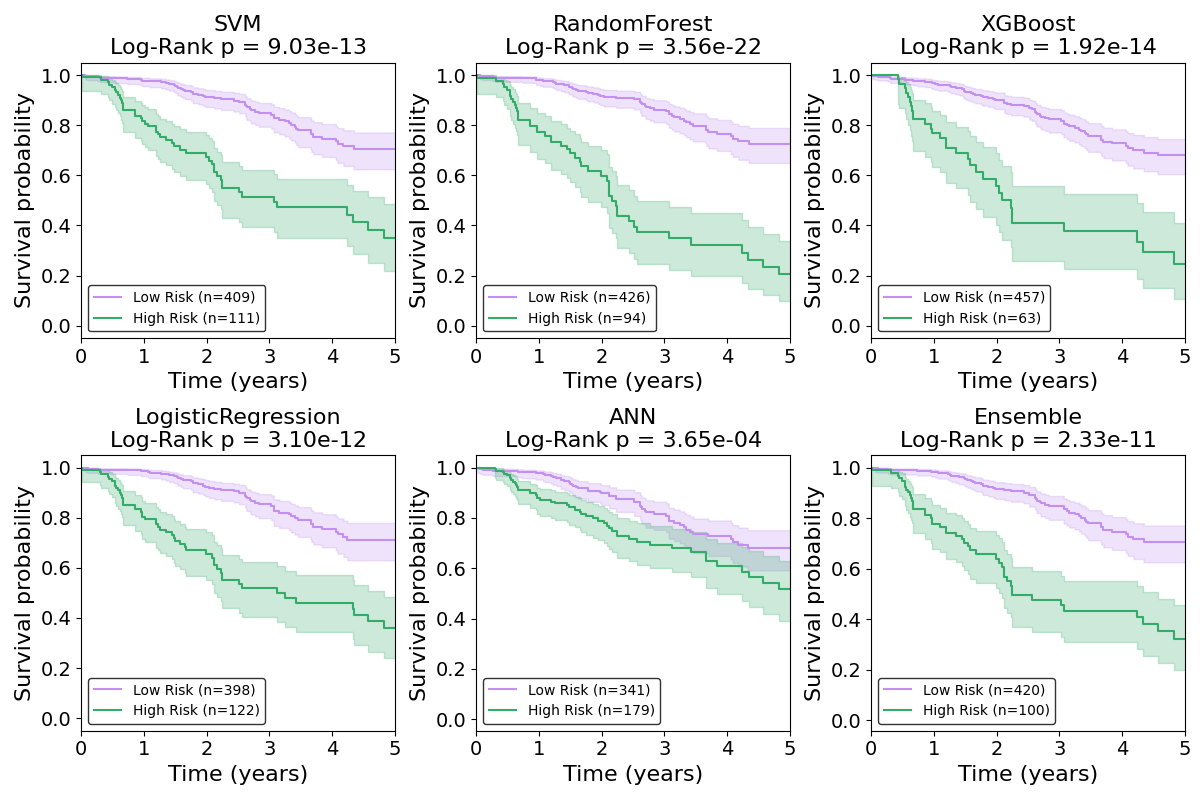 SVM
Log-Rank p = 9.03e-13
Survival probability
1.0
0.8
0.6
0.4
0.2
0.0
Low Risk (n=409)
High Risk (n=111)
0 1 2 3 4 5
Time (years)
RandomForest
Log-Rank p = 3.56e-22
Survival probability
1.0
0.8
0.6
0.4
0.2
0.0
Low Risk (n=426)
High Risk (n=94)
0 1 2 3 4 5
Time (years)
XGBoost
Log-Rank p = 1.92e-14
Survival probability
1.0
0.8
0.6
0.4
0.2
0.0
Low Risk (n=457)
High Risk (n=63)
0 1 2 3 4 5
Time (years)
LogisticRegression
Log-Rank p = 3.10e-12
Survival probability
1.0
0.8
0.6
0.4
0.2
0.0
Low Risk (n=398)
High Risk (n=122)
0 1 2 3 4 5
Time (years)
ANN
Log-Rank p = 3.65e-04
Survival probability
1.0
0.8
0.6
0.4
0.2
0.0
Low Risk (n=341)
High Risk (n=179)
0 1 2 3 4 5
Time (years)
Ensemble
Log-Rank p = 2.33e-11
Survival probability
1.0
0.8
0.6
0.4
0.2
0.0
Low Risk (n=420)
High Risk (n=100)
0 1 2 3 4 5
Time (years)